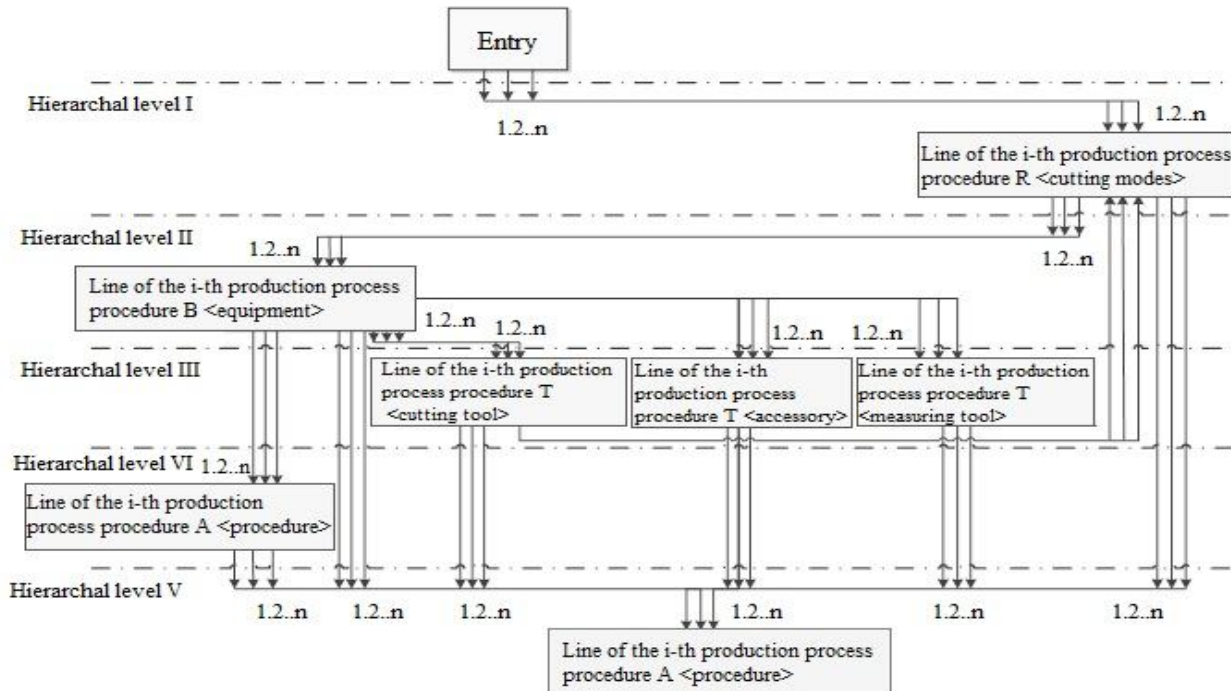 Entry
Hierarchal level I
1.2..n
1.2..n
Line of the i-th production process
procedure R <cutting modes>
Hierarchal level II
1.2..n
1.2..n
Line of the i-th production process
procedure B <equipment>
1.2..n
1.2..n
1.2..n
1.2..n
Hierarchal level III
Line of the i-th production
process procedure T
<cutting tool>
Line of the i-th
production process
procedure T <accessory>
Line of the i-th production
process procedure T
<measuring tool>
Hierarchal level VI
1.2..n
Line of the i-th production
process procedure A <procedure>
Hierarchal level V
1.2..n
1.2..n
1.2..n
1.2..n
1.2..n
1.2..n
Line of the i-th production process
procedure A <procedure>